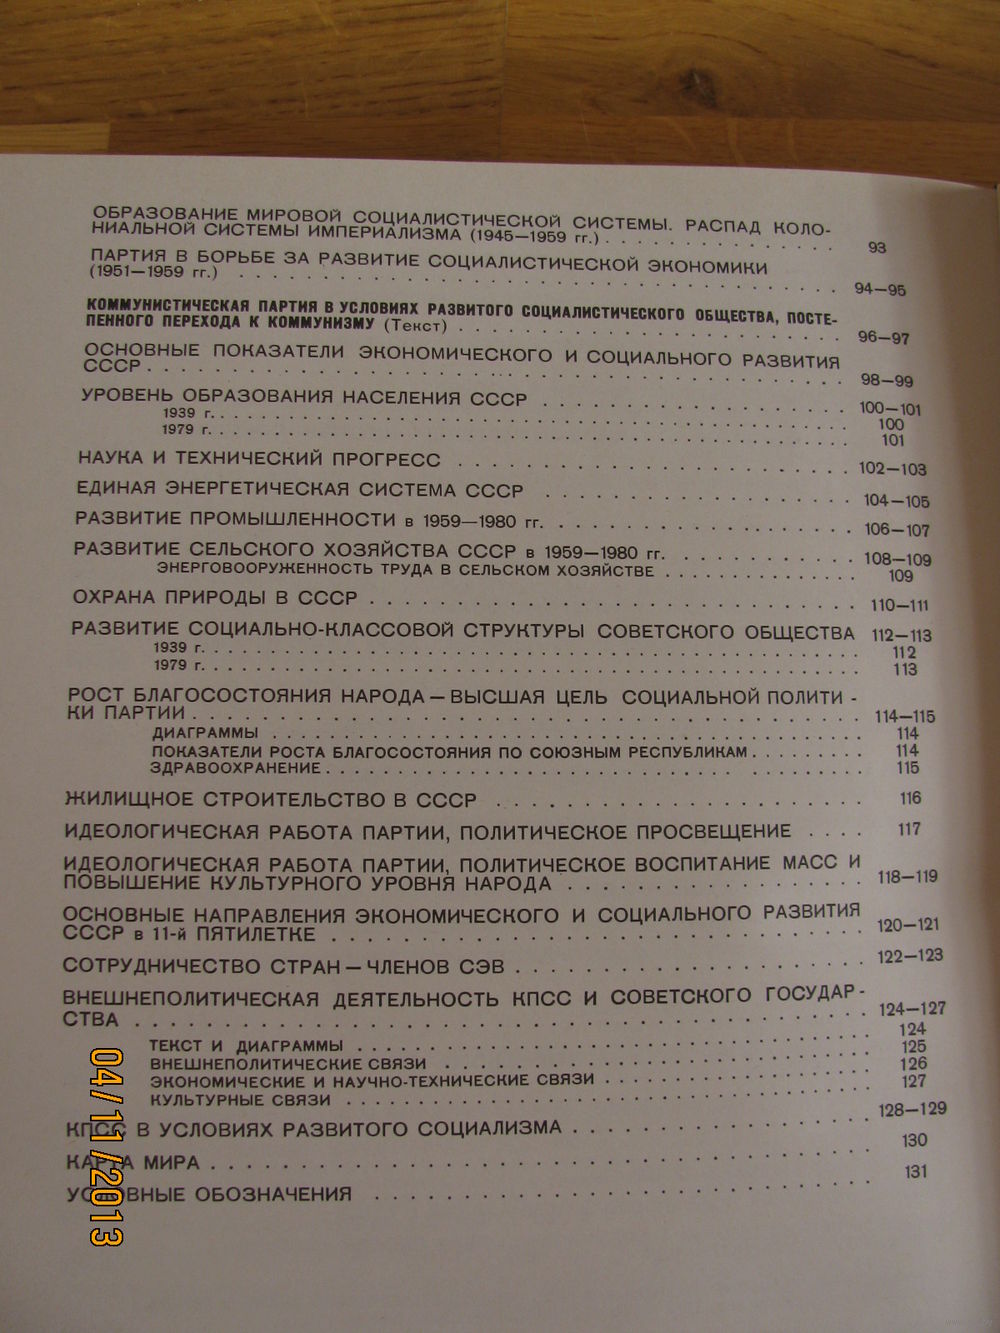 ОБРАЗОВАНИЕ МИРОВОЙ СОЦИАЛИСТИЧЕСКОЙ СИСТЕМЫ. РАСПАД КОЛО-
НИАЛЬНОЙ СИСТЕМЫ ИМПЕРИАЛИЗМА (1945—1959 гг.) . . . . . . . . . . . . . . 93
ПАРТИЯ В БОРЬБЕ ЗА РАЗВИТИЕ СОЦИАЛИСТИЧЕСКОЙ ЭКОНОМИКИ
(1951—1959 гг.) . . . . . . . . . . . . . . 94—95
КОММУНИСТИЧЕСКАЯ ПАРТИЯ В УСЛОВИЯХ РАЗВИТОГО СОЦИАЛИСТИЧЕСКОГО ОБЩЕСТВА, ПОСТЕ-
ПЕННОГО ПЕРЕХОДА К КОММУНИЗМУ (Текст) . . . . . . . . . . . . . . 96—97
ОСНОВНЫЕ ПОКАЗАТЕЛИ ЭКОНОМИЧЕСКОГО И СОЦИАЛЬНОГО РАЗВИТИЯ
СССР . . . . . . . . . . . . . . 98—99
УРОВЕНЬ ОБРАЗОВАНИЯ НАСЕЛЕНИЯ СССР . . . . . . . . . . . . . . 100—101
1939 г. . . . . . . . . . . . . . . 100
1979 г. . . . . . . . . . . . . . . 101
НАУКА И ТЕХНИЧЕСКИЙ ПРОГРЕСС . . . . . . . . . . . . . . 102—103
ЕДИНАЯ ЭНЕРГЕТИЧЕСКАЯ СИСТЕМА СССР . . . . . . . . . . . . . . 104—105
РАЗВИТИЕ ПРОМЫШЛЕННОСТИ в 1959—1980 гг. . . . . . . . . . . . . . . 106—107
РАЗВИТИЕ СЕЛЬСКОГО ХОЗЯЙСТВА СССР в 1959—1980 гг. . . . . . . . . . . 108—109
ЭНЕРГОВООРУЖЕННОСТЬ ТРУДА В СЕЛЬСКОМ ХОЗЯЙСТВЕ . . . . . . . . . . . . 109
ОХРАНА ПРИРОДЫ В СССР . . . . . . . . . . . . . . 110—111
РАЗВИТИЕ СОЦИАЛЬНО-КЛАССОВОЙ СТРУКТУРЫ СОВЕТСКОГО ОБЩЕСТВА 112—113
1939 г. . . . . . . . . . . . . . . 112
1979 г. . . . . . . . . . . . . . . 113
РОСТ БЛАГОСОСТОЯНИЯ НАРОДА — ВЫСШАЯ ЦЕЛЬ СОЦИАЛЬНОЙ ПОЛИТИ-
КИ ПАРТИИ . . . . . . . . . . . . . . 114—115
ДИАГРАММЫ . . . . . . . . . . . . . . 114
ПОКАЗАТЕЛИ РОСТА БЛАГОСОСТОЯНИЯ ПО СОЮЗНЫМ РЕСПУБЛИКАМ . . . . . . . . 114
ЗДРАВООХРАНЕНИЕ . . . . . . . . . . . . . . 115
ЖИЛИЩНОЕ СТРОИТЕЛЬСТВО В СССР . . . . . . . . . . . . . . 116
ИДЕОЛОГИЧЕСКАЯ РАБОТА ПАРТИИ, ПОЛИТИЧЕСКОЕ ПРОСВЕЩЕНИЕ . . . . 117
ИДЕОЛОГИЧЕСКАЯ РАБОТА ПАРТИИ, ПОЛИТИЧЕСКОЕ ВОСПИТАНИЕ МАСС И
ПОВЫШЕНИЕ КУЛЬТУРНОГО УРОВНЯ НАРОДА . . . . . . . . . . . . . . 118—119
ОСНОВНЫЕ НАПРАВЛЕНИЯ ЭКОНОМИЧЕСКОГО И СОЦИАЛЬНОГО РАЗВИТИЯ
СССР в 11-й ПЯТИЛЕТКЕ . . . . . . . . . . . . . . 120—121
СОТРУДНИЧЕСТВО СТРАН — ЧЛЕНОВ СЭВ . . . . . . . . . . . . . . 122—123
ВНЕШНЕПОЛИТИЧЕСКАЯ ДЕЯТЕЛЬНОСТЬ КПСС И СОВЕТСКОГО ГОСУДАР-
СТВА . . . . . . . . . . . . . . 124—127
ТЕКСТ И ДИАГРАММЫ . . . . . . . . . . . . . . 124
ВНЕШНЕПОЛИТИЧЕСКИЕ СВЯЗИ . . . . . . . . . . . . . . 125
ЭКОНОМИЧЕСКИЕ И НАУЧНО-ТЕХНИЧЕСКИЕ СВЯЗИ . . . . . . . . . . . . . . 126
КУЛЬТУРНЫЕ СВЯЗИ . . . . . . . . . . . . . . 127
КПСС В УСЛОВИЯХ РАЗВИТОГО СОЦИАЛИЗМА . . . . . . . . . . . . . . 128—129
КАРТА МИРА . . . . . . . . . . . . . . 130
УСЛОВНЫЕ ОБОЗНАЧЕНИЯ . . . . . . . . . . . . . . 131
04/11/2013